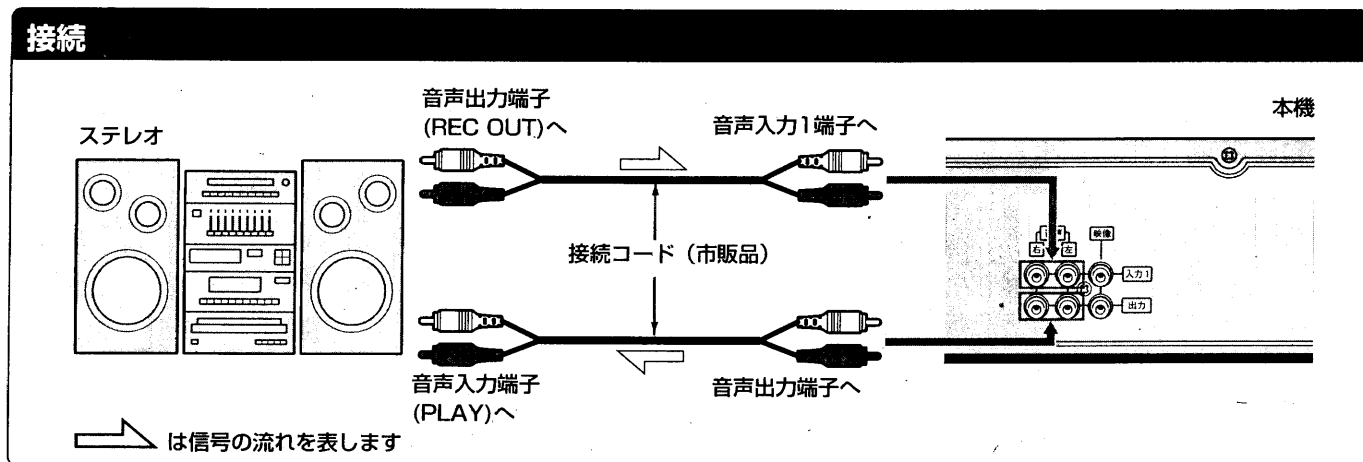 接続
ステレオ
音声出力端子
(REC OUT)へ
音声入力1端子へ
本機
接続コード（市販品）
右
左
映像
入力1
出力
音声入力端子
(PLAY)へ
音声出力端子へ
は信号の流れを表します